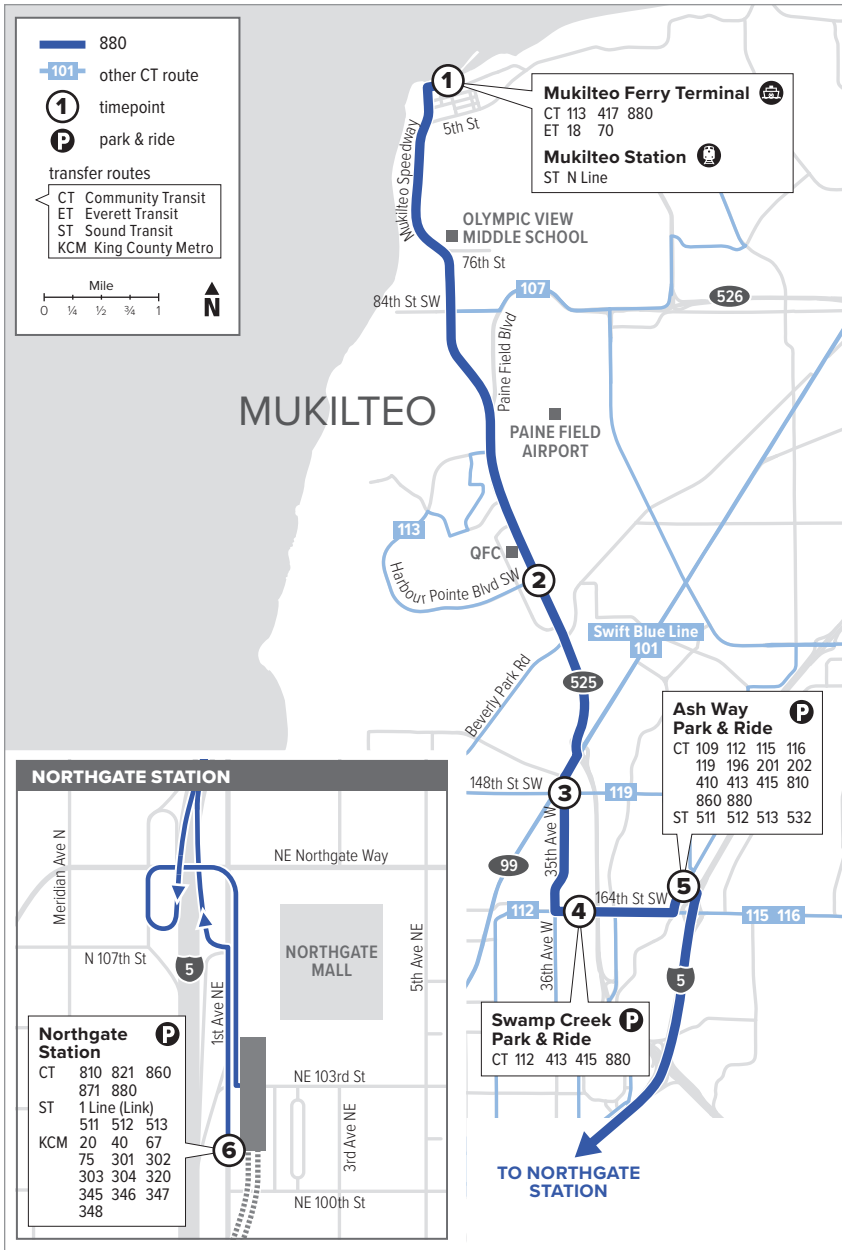 880
101
other CT route
1
timepoint
P
park & ride
transfer routes
CT Community Transit
ET Everett Transit
ST Sound Transit
KCM King County Metro
Mile
0 ¼ ½ ¾ 1
N
1
Mukilteo Ferry Terminal
CT 113 417 880
ET 18 70
Mukilteo Station
ST N Line
5th St
Mukilteo Speedway
OLYMPIC VIEW
MIDDLE SCHOOL
76th St
84th St SW
107
526
Paine Field Blvd
MUKILTEO
PAINE FIELD
AIRPORT
113
QFC
Harbour Pointe Blvd SW
2
Swift Blue Line
101
Beverly Park Rd
525
Ash Way
Park & Ride
P
CT 109 112 115 116
119 196 201 202
410 413 415 810
860 880
ST 511 512 513 532
148th St SW
3
119
35th Ave W
99
164th St SW
5
112
4
115 116
36th Ave W
5
Swamp Creek
Park & Ride
P
CT 112 413 415 880
TO NORTHGATE
STATION
NORTHGATE STATION
Meridian Ave N
NE Northgate Way
N 107th St
5
NORTHGATE
MALL
5th Ave NE
1st Ave NE
Northgate
Station
P
CT 810 821 860
871 880
ST 1 Line (Link)
511 512 513
KCM 20 40 67
75 301 302
303 304 320
345 346 347
348
NE 103rd St
3rd Ave NE
6
NE 100th St